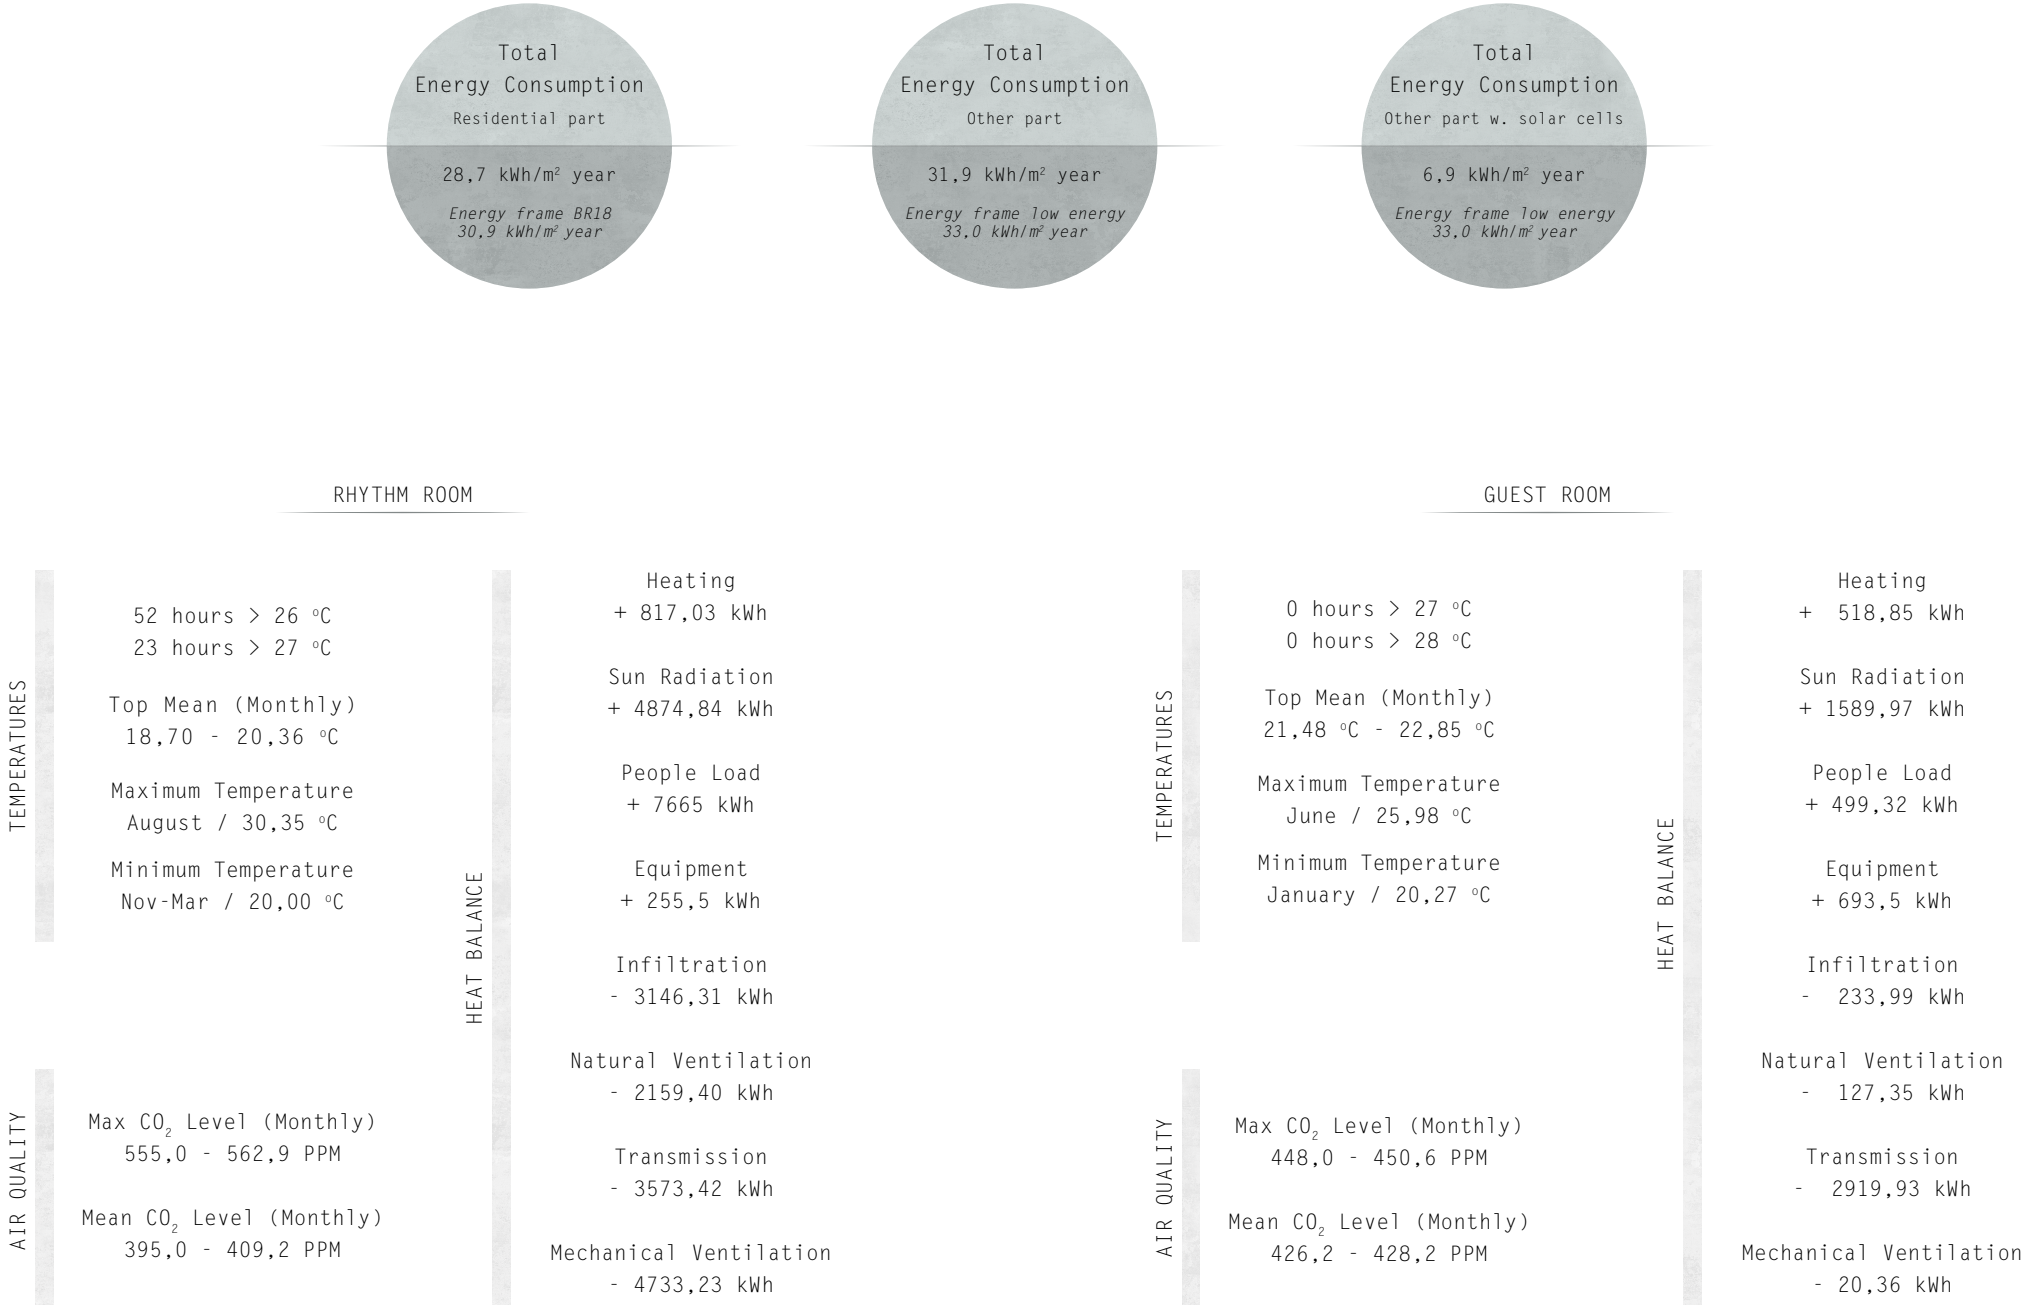 Total
Energy Consumption
Residential part
28,7 kWh/m² year
Energy frame BR18
30,9 kWh/m² year
Total
Energy Consumption
Other part
31,9 kWh/m² year
Energy frame low energy
33,0 kWh/m² year
Total
Energy Consumption
Other part w. solar cells
6,9 kWh/m² year
Energy frame low energy
33,0 kWh/m² year
RHYTHM ROOM
TEMPERATURES
52 hours > 26 ºC
23 hours > 27 ºC
Top Mean (Monthly)
18,70 - 20,36 ºC
Maximum Temperature
August / 30,35 ºC
Minimum Temperature
Nov-Mar / 20,00 ºC
AIR QUALITY
Max CO₂ Level (Monthly)
555,0 - 562,9 PPM
Mean CO₂ Level (Monthly)
395,0 - 409,2 PPM
HEAT BALANCE
Heating
+ 817,03 kWh
Sun Radiation
+ 4874,84 kWh
People Load
+ 7665 kWh
Equipment
+ 255,5 kWh
Infiltration
- 3146,31 kWh
Natural Ventilation
- 2159,40 kWh
Transmission
- 3573,42 kWh
Mechanical Ventilation
- 4733,23 kWh
GUEST ROOM
TEMPERATURES
0 hours > 27 ºC
0 hours > 28 ºC
Top Mean (Monthly)
21,48 ºC - 22,85 ºC
Maximum Temperature
June / 25,98 ºC
Minimum Temperature
January / 20,27 ºC
AIR QUALITY
Max CO₂ Level (Monthly)
448,0 - 450,6 PPM
Mean CO₂ Level (Monthly)
426,2 - 428,2 PPM
HEAT BALANCE
Heating
+ 518,85 kWh
Sun Radiation
+ 1589,97 kWh
People Load
+ 499,32 kWh
Equipment
+ 693,5 kWh
Infiltration
- 233,99 kWh
Natural Ventilation
- 127,35 kWh
Transmission
- 2919,93 kWh
Mechanical Ventilation
- 20,36 kWh